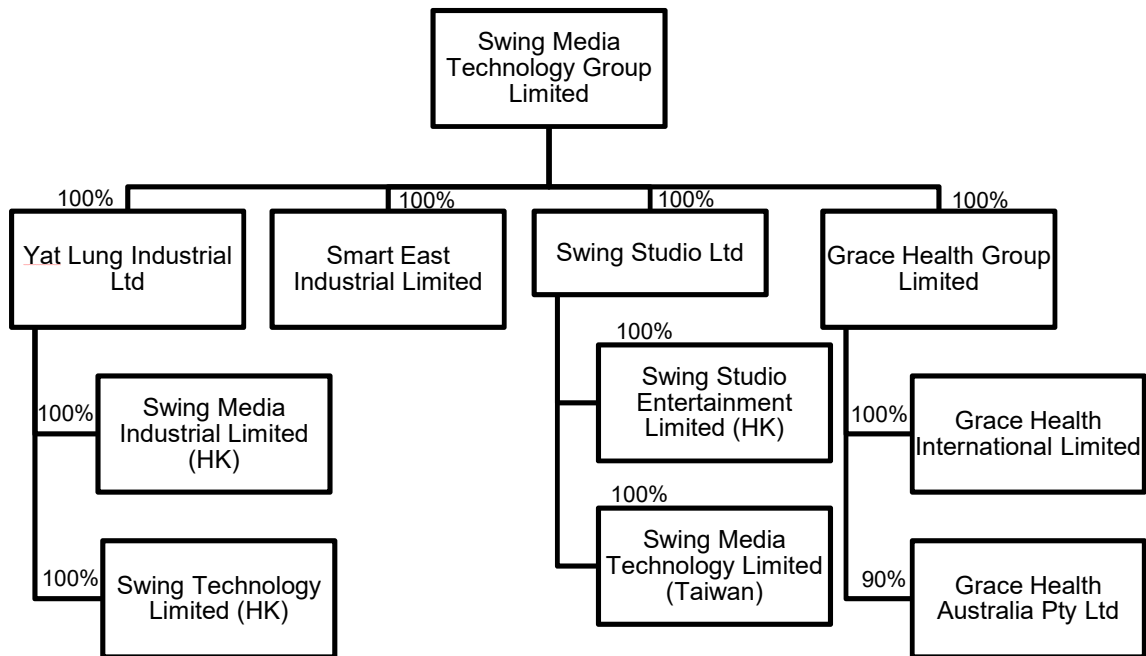 Swing Media
Technology Group
Limited
100%
100%
100%
100%
Yat Lung Industrial
Ltd
Smart East
Industrial Limited
Swing Studio Ltd
Grace Health Group
Limited
100%
Swing Media
Industrial Limited
(HK)
100%
Swing Technology
Limited (HK)
100%
Swing Studio
Entertainment
Limited (HK)
100%
Swing Media
Technology Limited
(Taiwan)
100%
Grace Health
International Limited
90%
Grace Health
Australia Pty Ltd